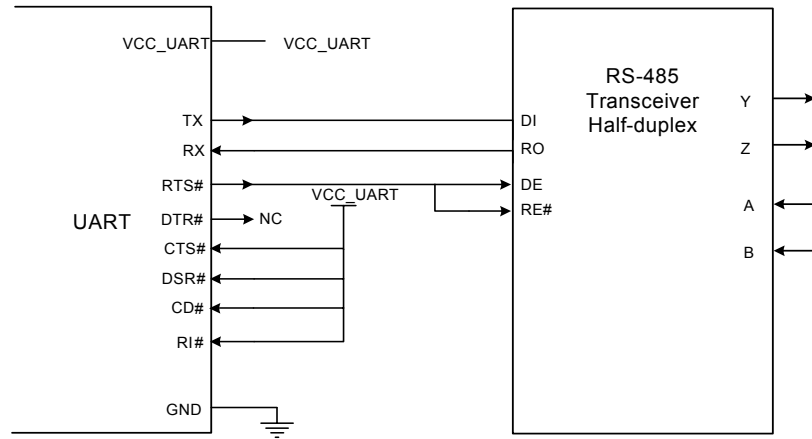 VCC_UART VCC_UART
TX
RX
RTS#
DTR# NC
CTS#
DSR#
CD#
RI#
GND
UART
VCC_UART
RS-485
Transceiver
Half-duplex
DI
RO
DE
RE#
Y
Z
A
B